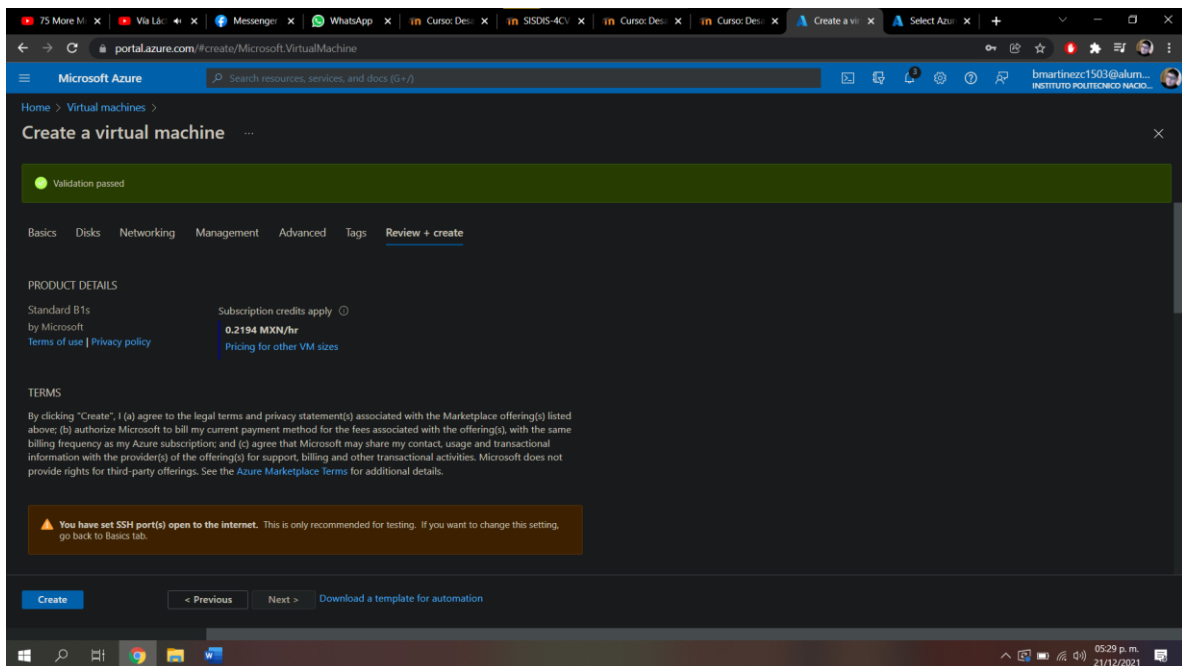 75 More M
Vía Lác
Messenger
WhatsApp
Curso: Des
SISDIS-4CV
Curso: Des
Curso: Des
Create a vir
Select Azur
portal.azure.com/#create/Microsoft.VirtualMachine
Microsoft Azure
Search resources, services, and docs (G+/)
3
bmartinezc1503@alum...
INSTITUTO POLITECNICO NACIO...
Home > Virtual machines >
Create a virtual machine ...
Validation passed
Basics Disks Networking Management Advanced Tags Review + create
PRODUCT DETAILS
Standard B1s
by Microsoft
Terms of use | Privacy policy
Subscription credits apply
0.2194 MXN/hr
Pricing for other VM sizes
TERMS
By clicking "Create", I (a) agree to the legal terms and privacy statement(s) associated with the Marketplace offering(s) listed
above; (b) authorize Microsoft to bill my current payment method for the fees associated with the offering(s), with the same
billing frequency as my Azure subscription; and (c) agree that Microsoft may share my contact, usage and transactional
information with the provider(s) of the offering(s) for support, billing and other transactional activities. Microsoft does not
provide rights for third-party offerings. See the Azure Marketplace Terms for additional details.
You have set SSH port(s) open to the internet. This is only recommended for testing. If you want to change this setting,
go back to Basics tab.
Create < Previous Next > Download a template for automation
05:29 p. m.
21/12/2021